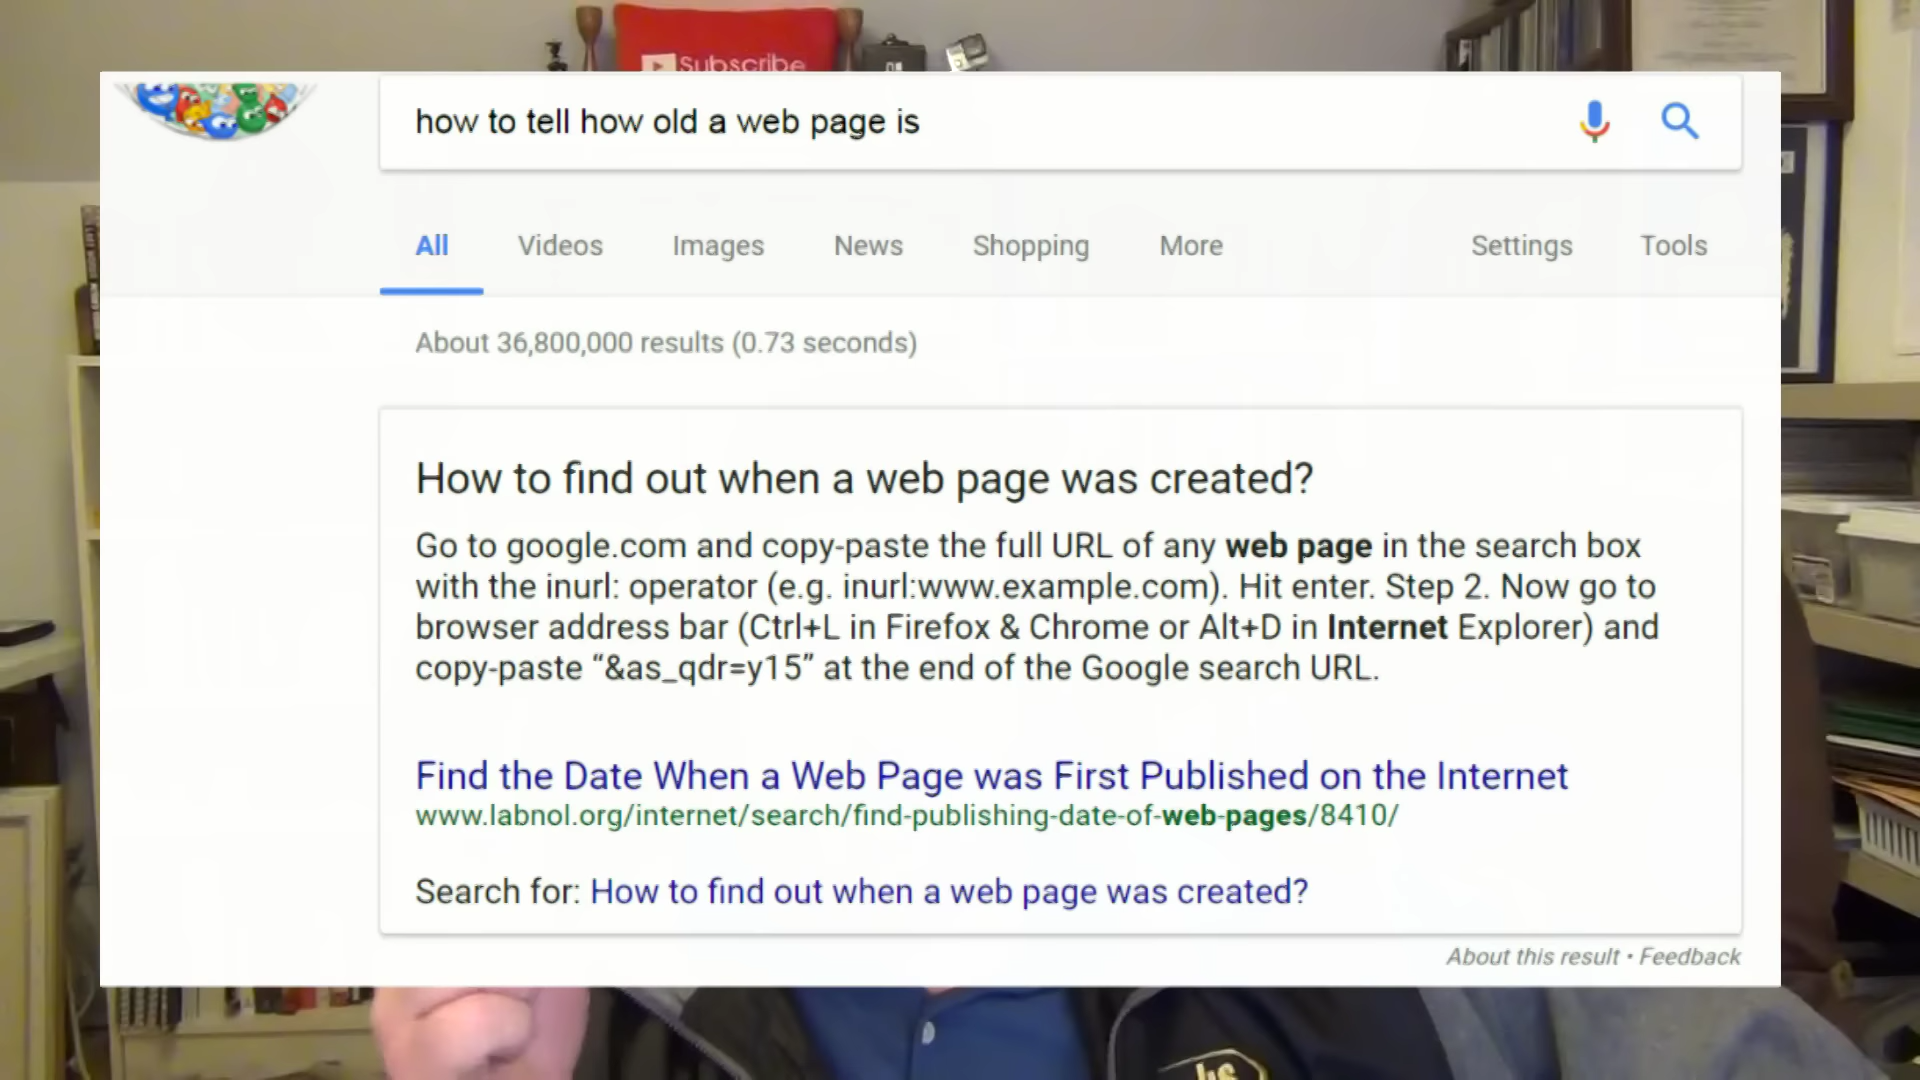 Subscribe
how to tell how old a web page is
All Videos Images News Shopping More Settings Tools
About 36,800,000 results (0.73 seconds)
How to find out when a web page was created?
Go to google.com and copy-paste the full URL of any web page in the search box
with the inurl: operator (e.g. inurl:www.example.com). Hit enter. Step 2. Now go to
browser address bar (Ctrl+L in Firefox & Chrome or Alt+D in Internet Explorer) and
copy-paste “&as_qdr=y15” at the end of the Google search URL.
Find the Date When a Web Page was First Published on the Internet
www.labnol.org/internet/search/find-publishing-date-of-web-pages/8410/
Search for: How to find out when a web page was created?
About this result • Feedback